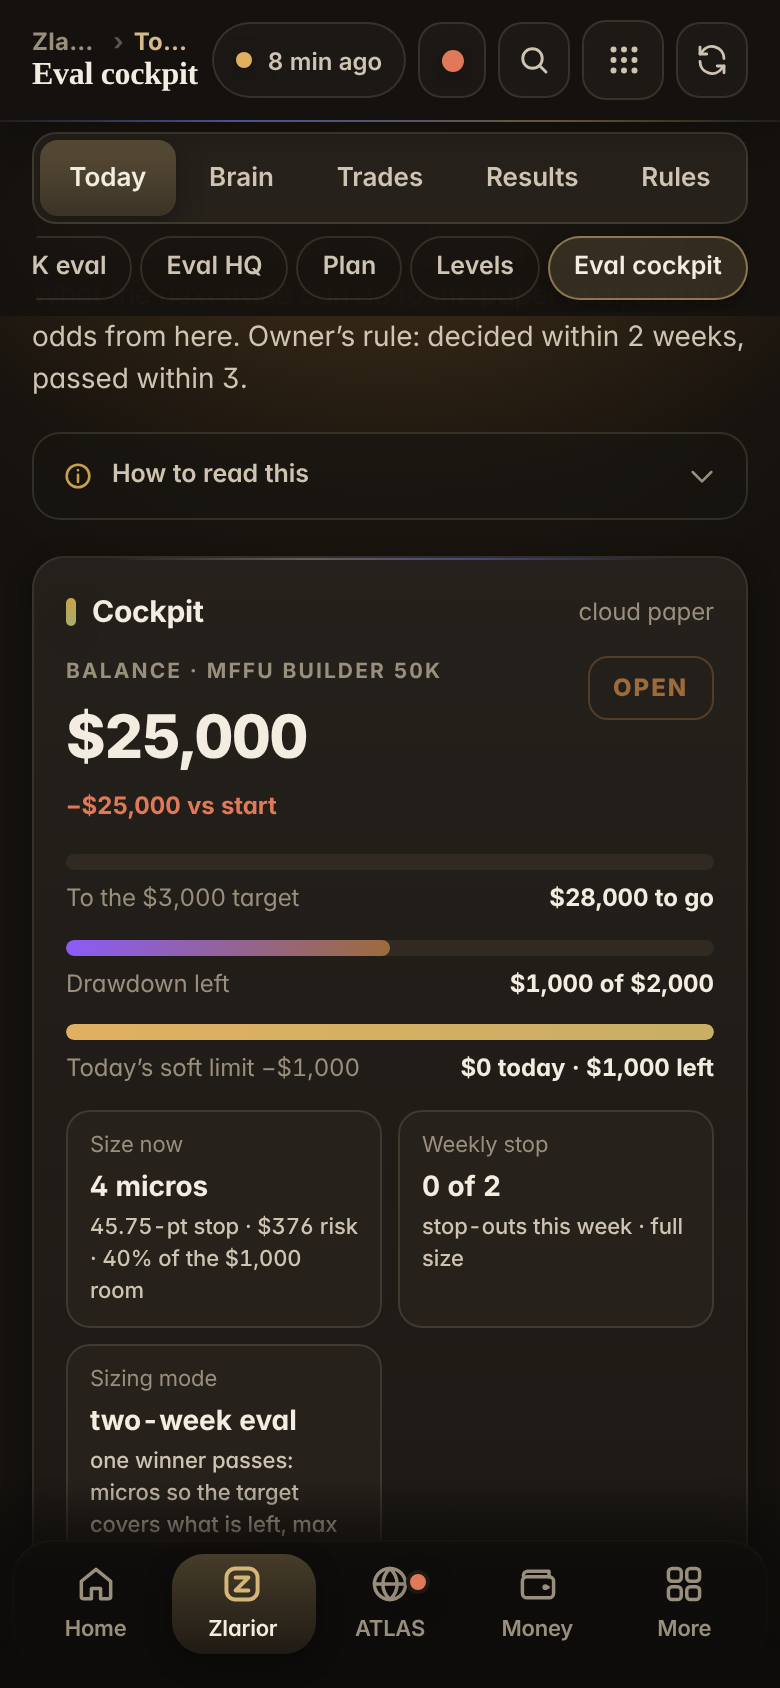 Zla... › To...
Eval cockpit
8 min ago
Today
Brain
Trades
Results
Rules
K eval
Eval HQ
Plan
Levels
Eval cockpit
odds from here. Owner’s rule: decided within 2 weeks,
passed within 3.
How to read this
Cockpit
cloud paper
BALANCE · MFFU BUILDER 50K
OPEN
$25,000
−$25,000 vs start
To the $3,000 target
$28,000 to go
Drawdown left
$1,000 of $2,000
Today’s soft limit −$1,000
$0 today · $1,000 left
Size now
4 micros
45.75-pt stop · $376 risk
· 40% of the $1,000
room
Weekly stop
0 of 2
stop-outs this week · full
size
Sizing mode
two-week eval
one winner passes:
micros so the target
covers what is left, max
Home
Zlarior
ATLAS
Money
More